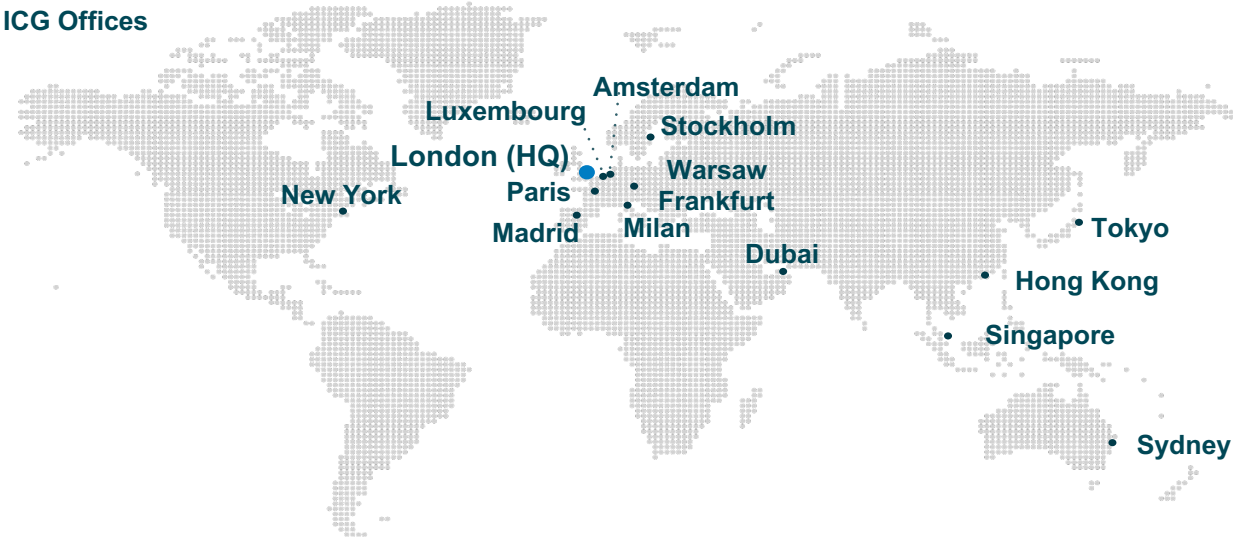 ICG Offices
Amsterdam
Luxembourg
Stockholm
London (HQ)
Warsaw
Paris
Frankfurt
New York
Madrid
Milan
Tokyo
Dubai
Hong Kong
Singapore
Sydney